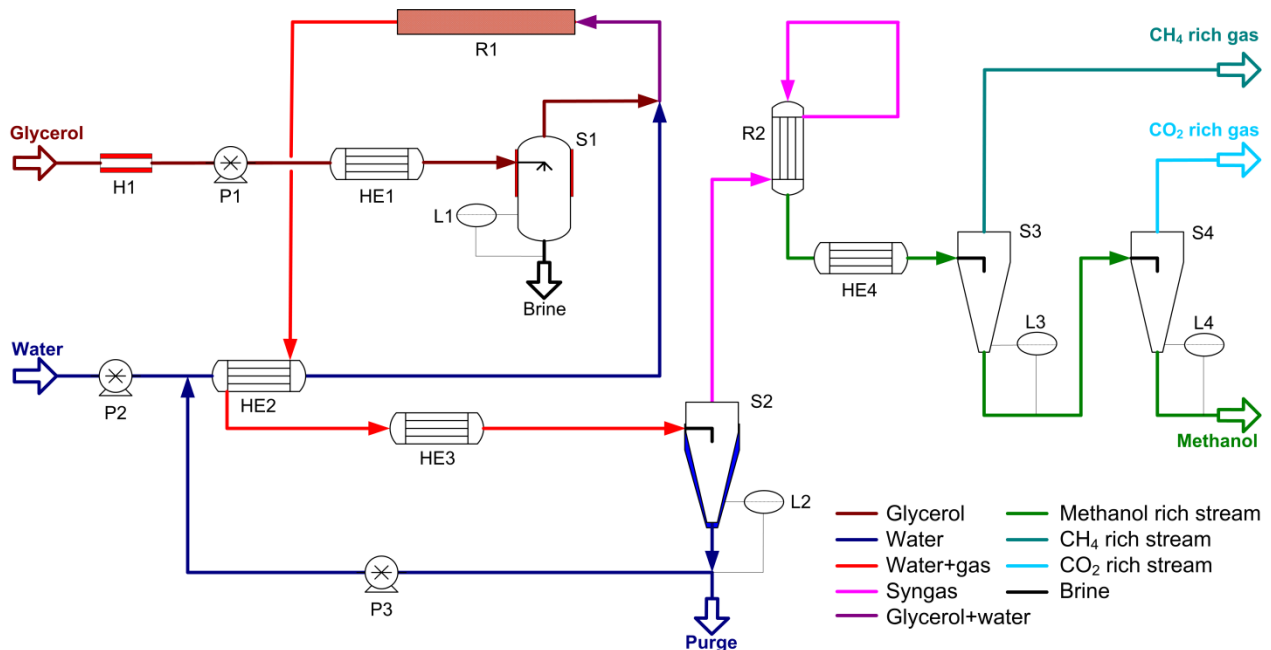 CH₄ rich gas
R1
CO₂ rich gas
Glycerol
S1
R2
H1
P1
HE1
L1
S3
S4
Brine
HE4
L3
L4
Water
P2
HE2
S2
Methanol
HE3
L2
P3
Purge
Glycerol
Water
Water+gas
Syngas
Glycerol+water
Methanol rich stream
CH₄ rich stream
CO₂ rich stream
Brine